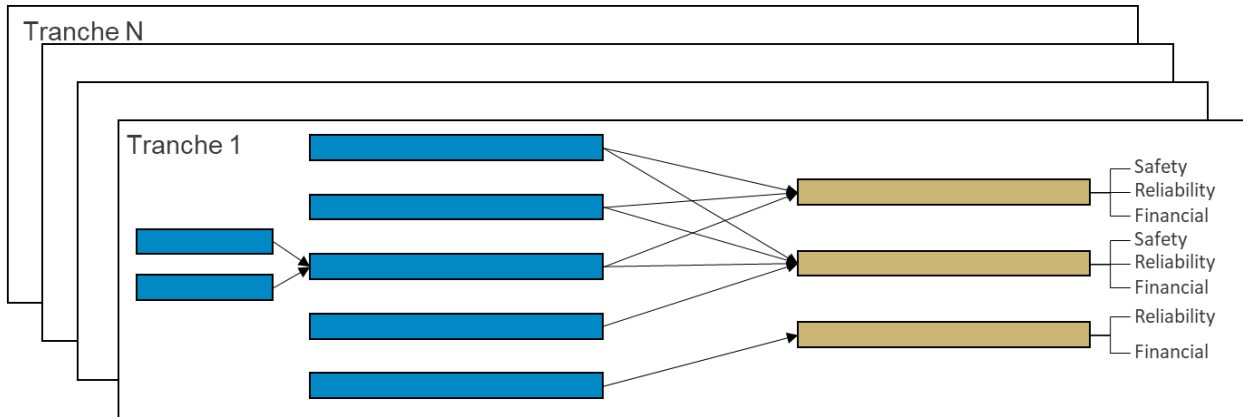 Tranche N
Tranche 1
Safety
Reliability
Financial
Safety
Reliability
Financial
Reliability
Financial